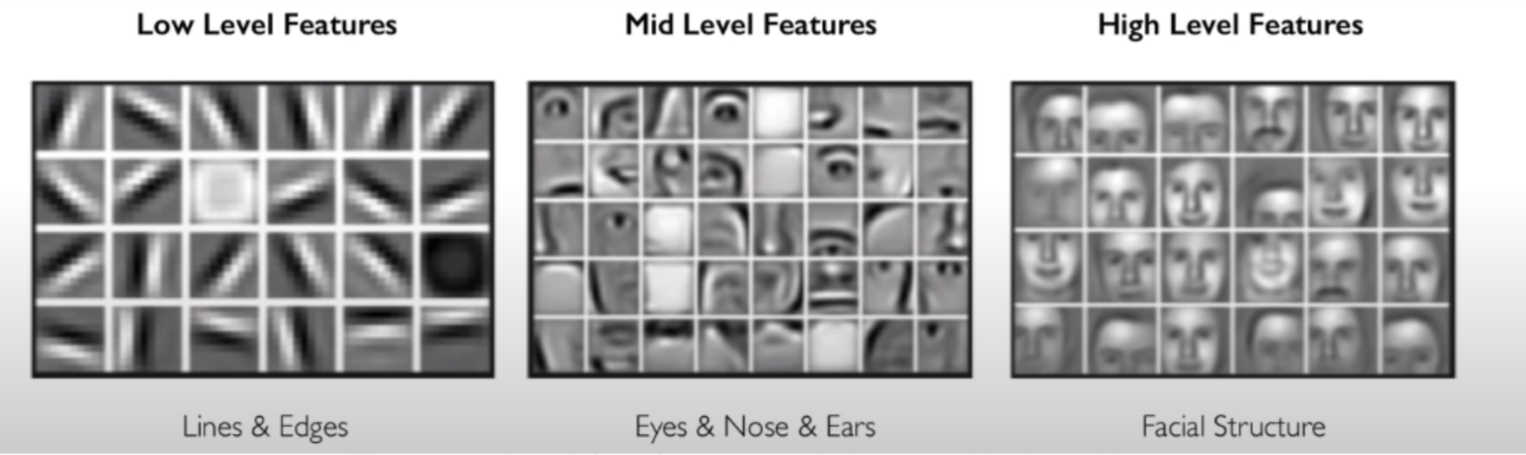 Low Level Features
Mid Level Features
High Level Features
Lines & Edges
Eyes & Nose & Ears
Facial Structure